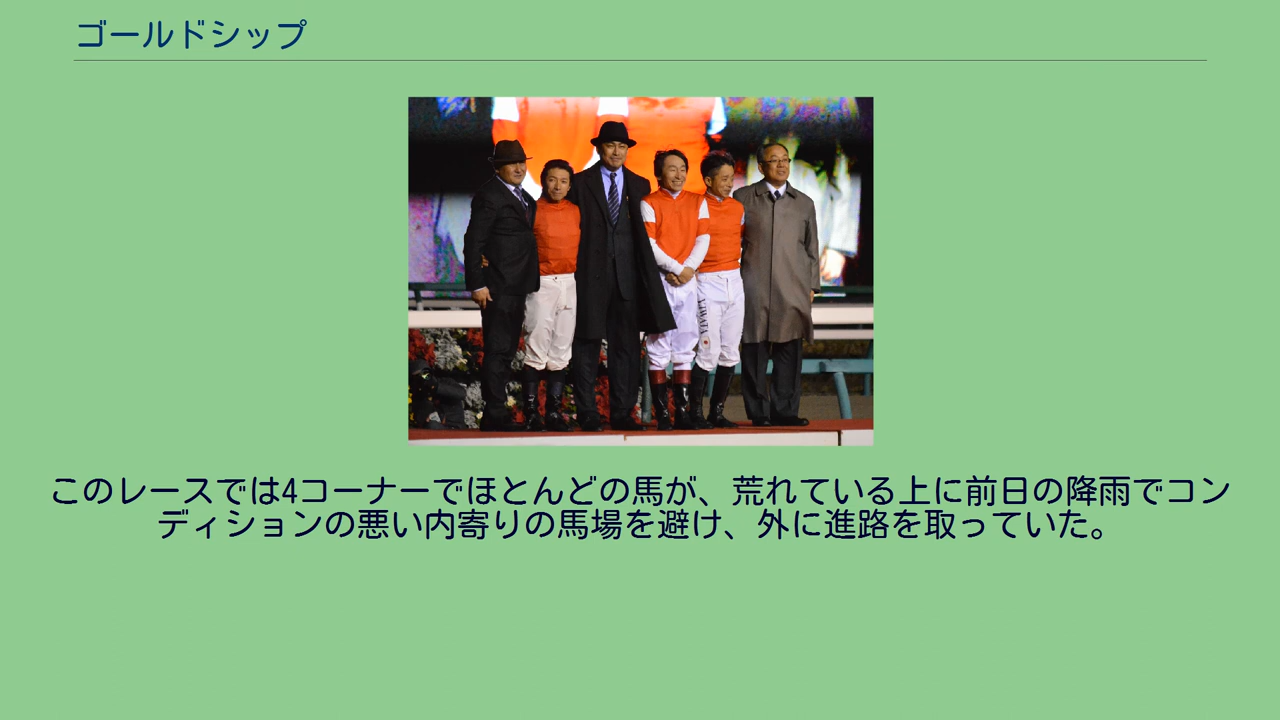 ゴールドシップ
このレースでは4コーナーでほとんどの馬が、荒れている上に前日の降雨でコン
ディションの悪い内寄りの馬場を避け、外に進路を取っていた。